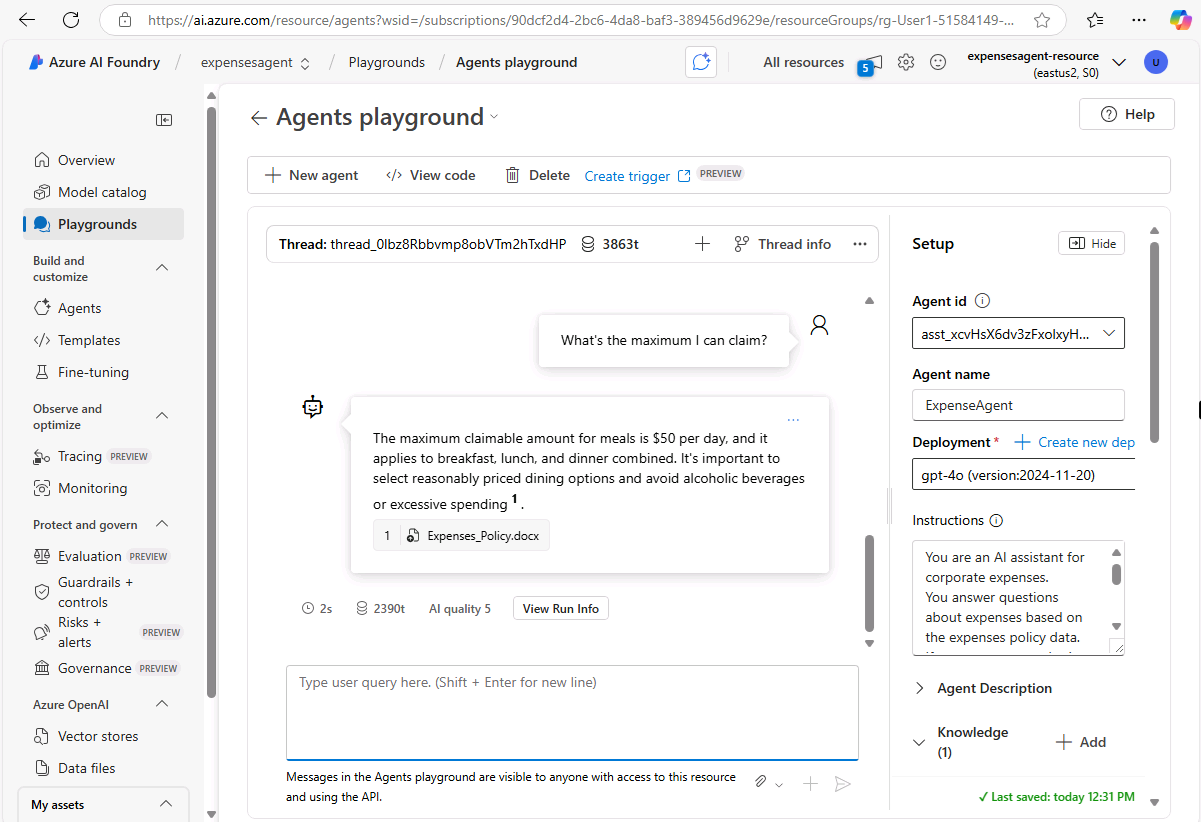 https://ai.azure.com/resource/agents?wsid=/subscriptions/90dcf2d4-2bc6-4da8-baf3-389456d9629e/resourceGroups/rg-User1-51584149-...
Azure AI Foundry / expensesagent / Playgrounds / Agents playground
All resources
5
expensesagent-resource
(eastus2, S0)
U
Overview
Model catalog
Playgrounds
Build and
customize
Agents
Templates
Fine-tuning
Observe and
optimize
Tracing PREVIEW
Monitoring
Protect and govern
Evaluation PREVIEW
Guardrails +
controls
Risks +
alerts
PREVIEW
Governance PREVIEW
Azure OpenAI
Vector stores
Data files
My assets
Agents playground
Help
New agent
View code
Delete
Create trigger
PREVIEW
Thread: thread_0lbz8Rbbvmp8obVTm2hTxdHP
3863t
Thread info
What's the maximum I can claim?
...
The maximum claimable amount for meals is $50 per day, and it
applies to breakfast, lunch, and dinner combined. It's important to
select reasonably priced dining options and avoid alcoholic beverages
or excessive spending 1 .
1 Expenses_Policy.docx
2s
2390t
AI quality 5
View Run Info
Type user query here. (Shift + Enter for new line)
Messages in the Agents playground are visible to anyone with access to this resource
and using the API.
Setup
Hide
Agent id
asst_xcvHsX6dv3zFxolxyH...
Agent name
ExpenseAgent
Deployment * Create new dep
gpt-4o (version:2024-11-20)
Instructions
You are an AI assistant for
corporate expenses.
You answer questions
about expenses based on
the expenses policy data.
Agent Description
Knowledge
(1)
Add
Last saved: today 12:31 PM